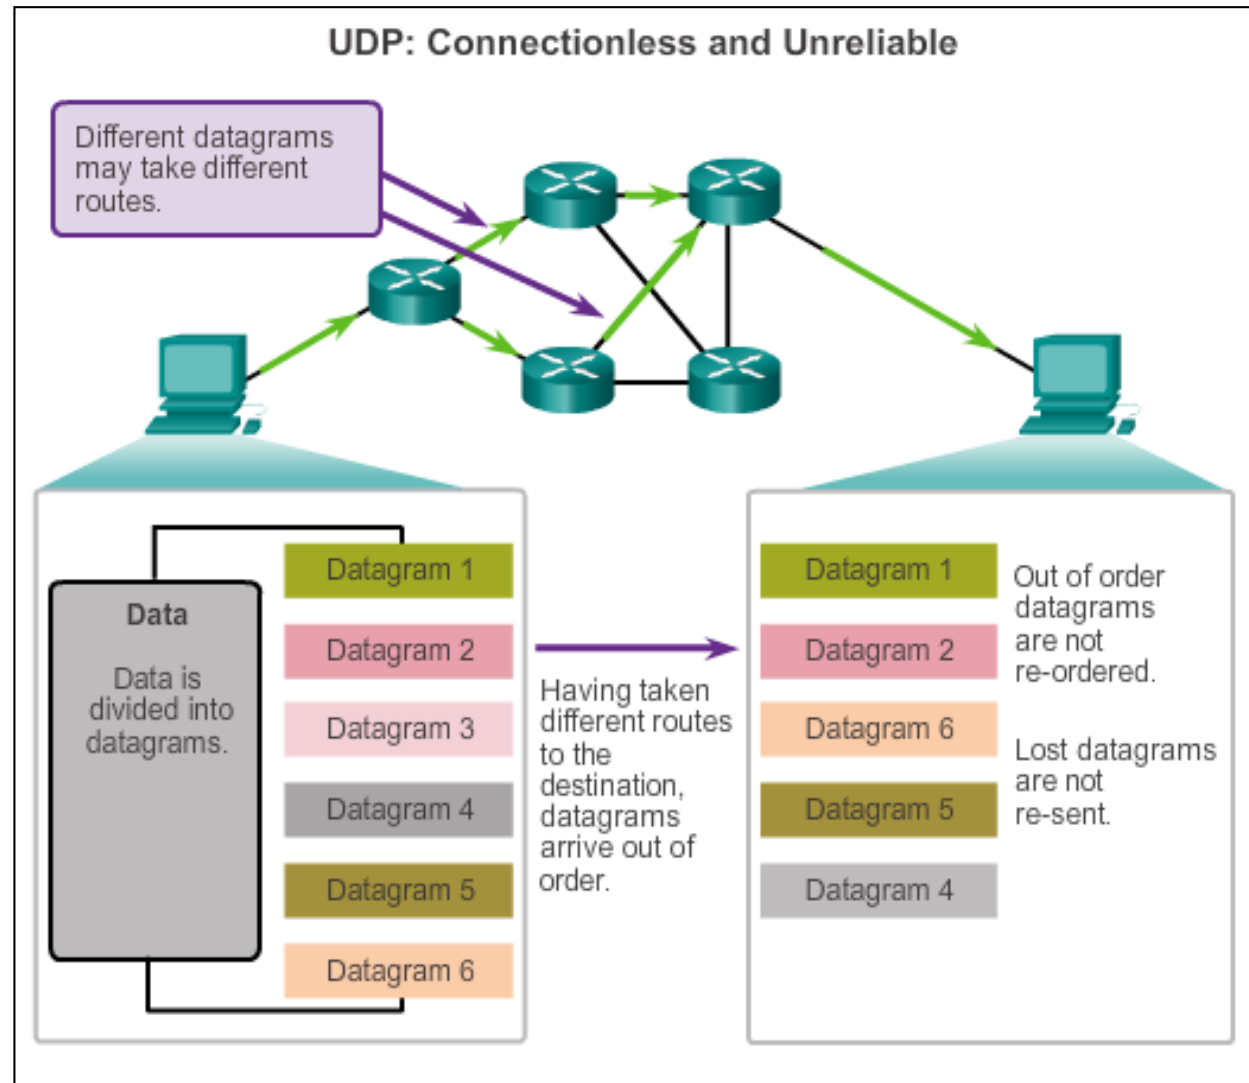 UDP: Connectionless and Unreliable
Different datagrams
may take different
routes.
Data
Data is
divided into
datagrams.
Datagram 1
Datagram 2
Datagram 3
Datagram 4
Datagram 5
Datagram 6
Having taken
different routes
to the
destination,
datagrams
arrive out of
order.
Datagram 1
Datagram 2
Datagram 6
Datagram 5
Datagram 4
Out of order
datagrams
are not
re-ordered.
Lost datagrams
are not
re-sent.